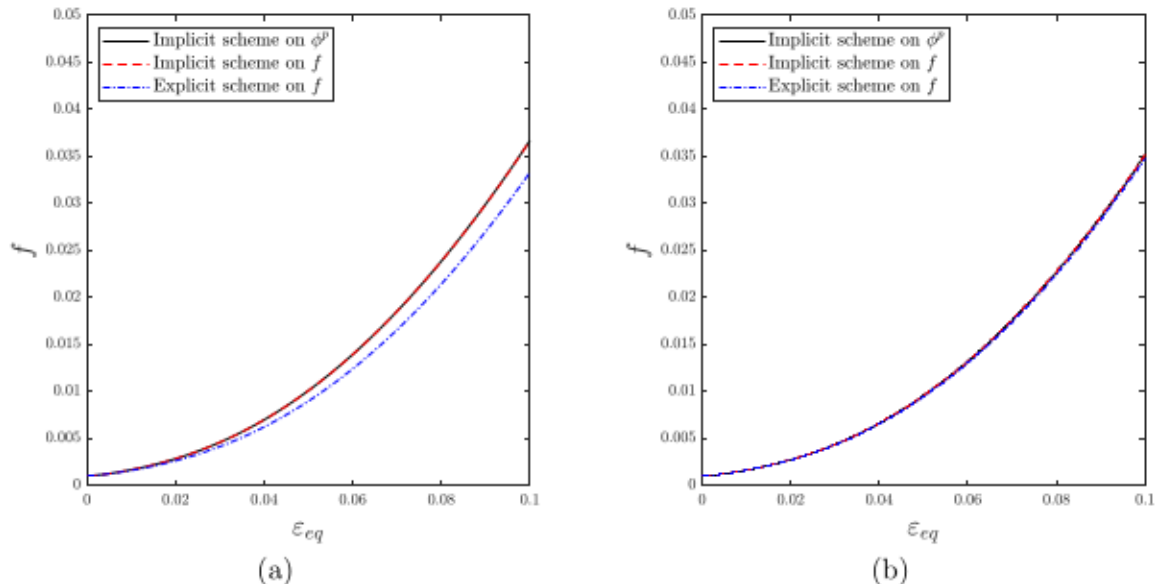 0.05
0.045
0.04
0.035
0.03
0.025
0.02
0.015
0.01
0.005
0
Implicit scheme on ϕᵖ
Implicit scheme on f
Explicit scheme on f
f
0 0.02 0.04 0.06 0.08 0.1
εeq
(a)
0.05
0.045
0.04
0.035
0.03
0.025
0.02
0.015
0.01
0.005
0
Implicit scheme on ϕᵖ
Implicit scheme on f
Explicit scheme on f
f
0 0.02 0.04 0.06 0.08 0.1
εeq
(b)